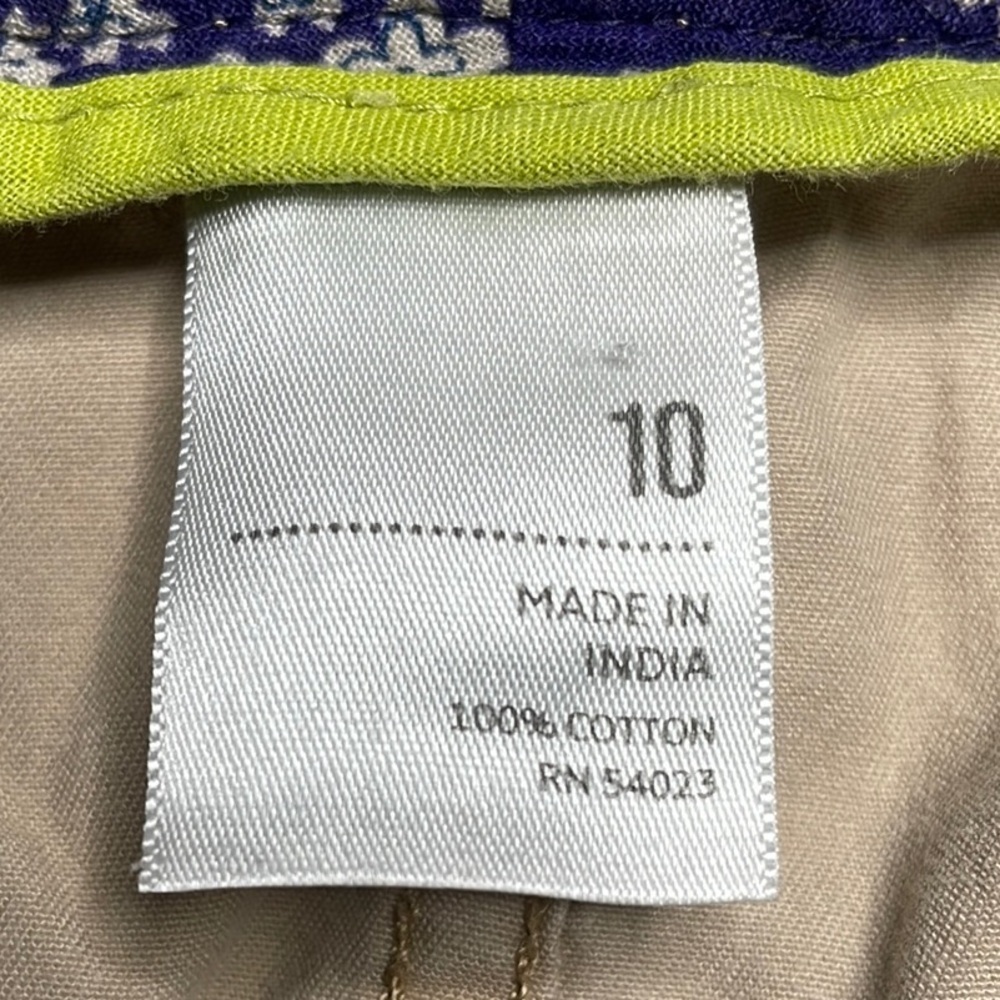 10
MADE IN
INDIA
100% COTTON
RN 54023